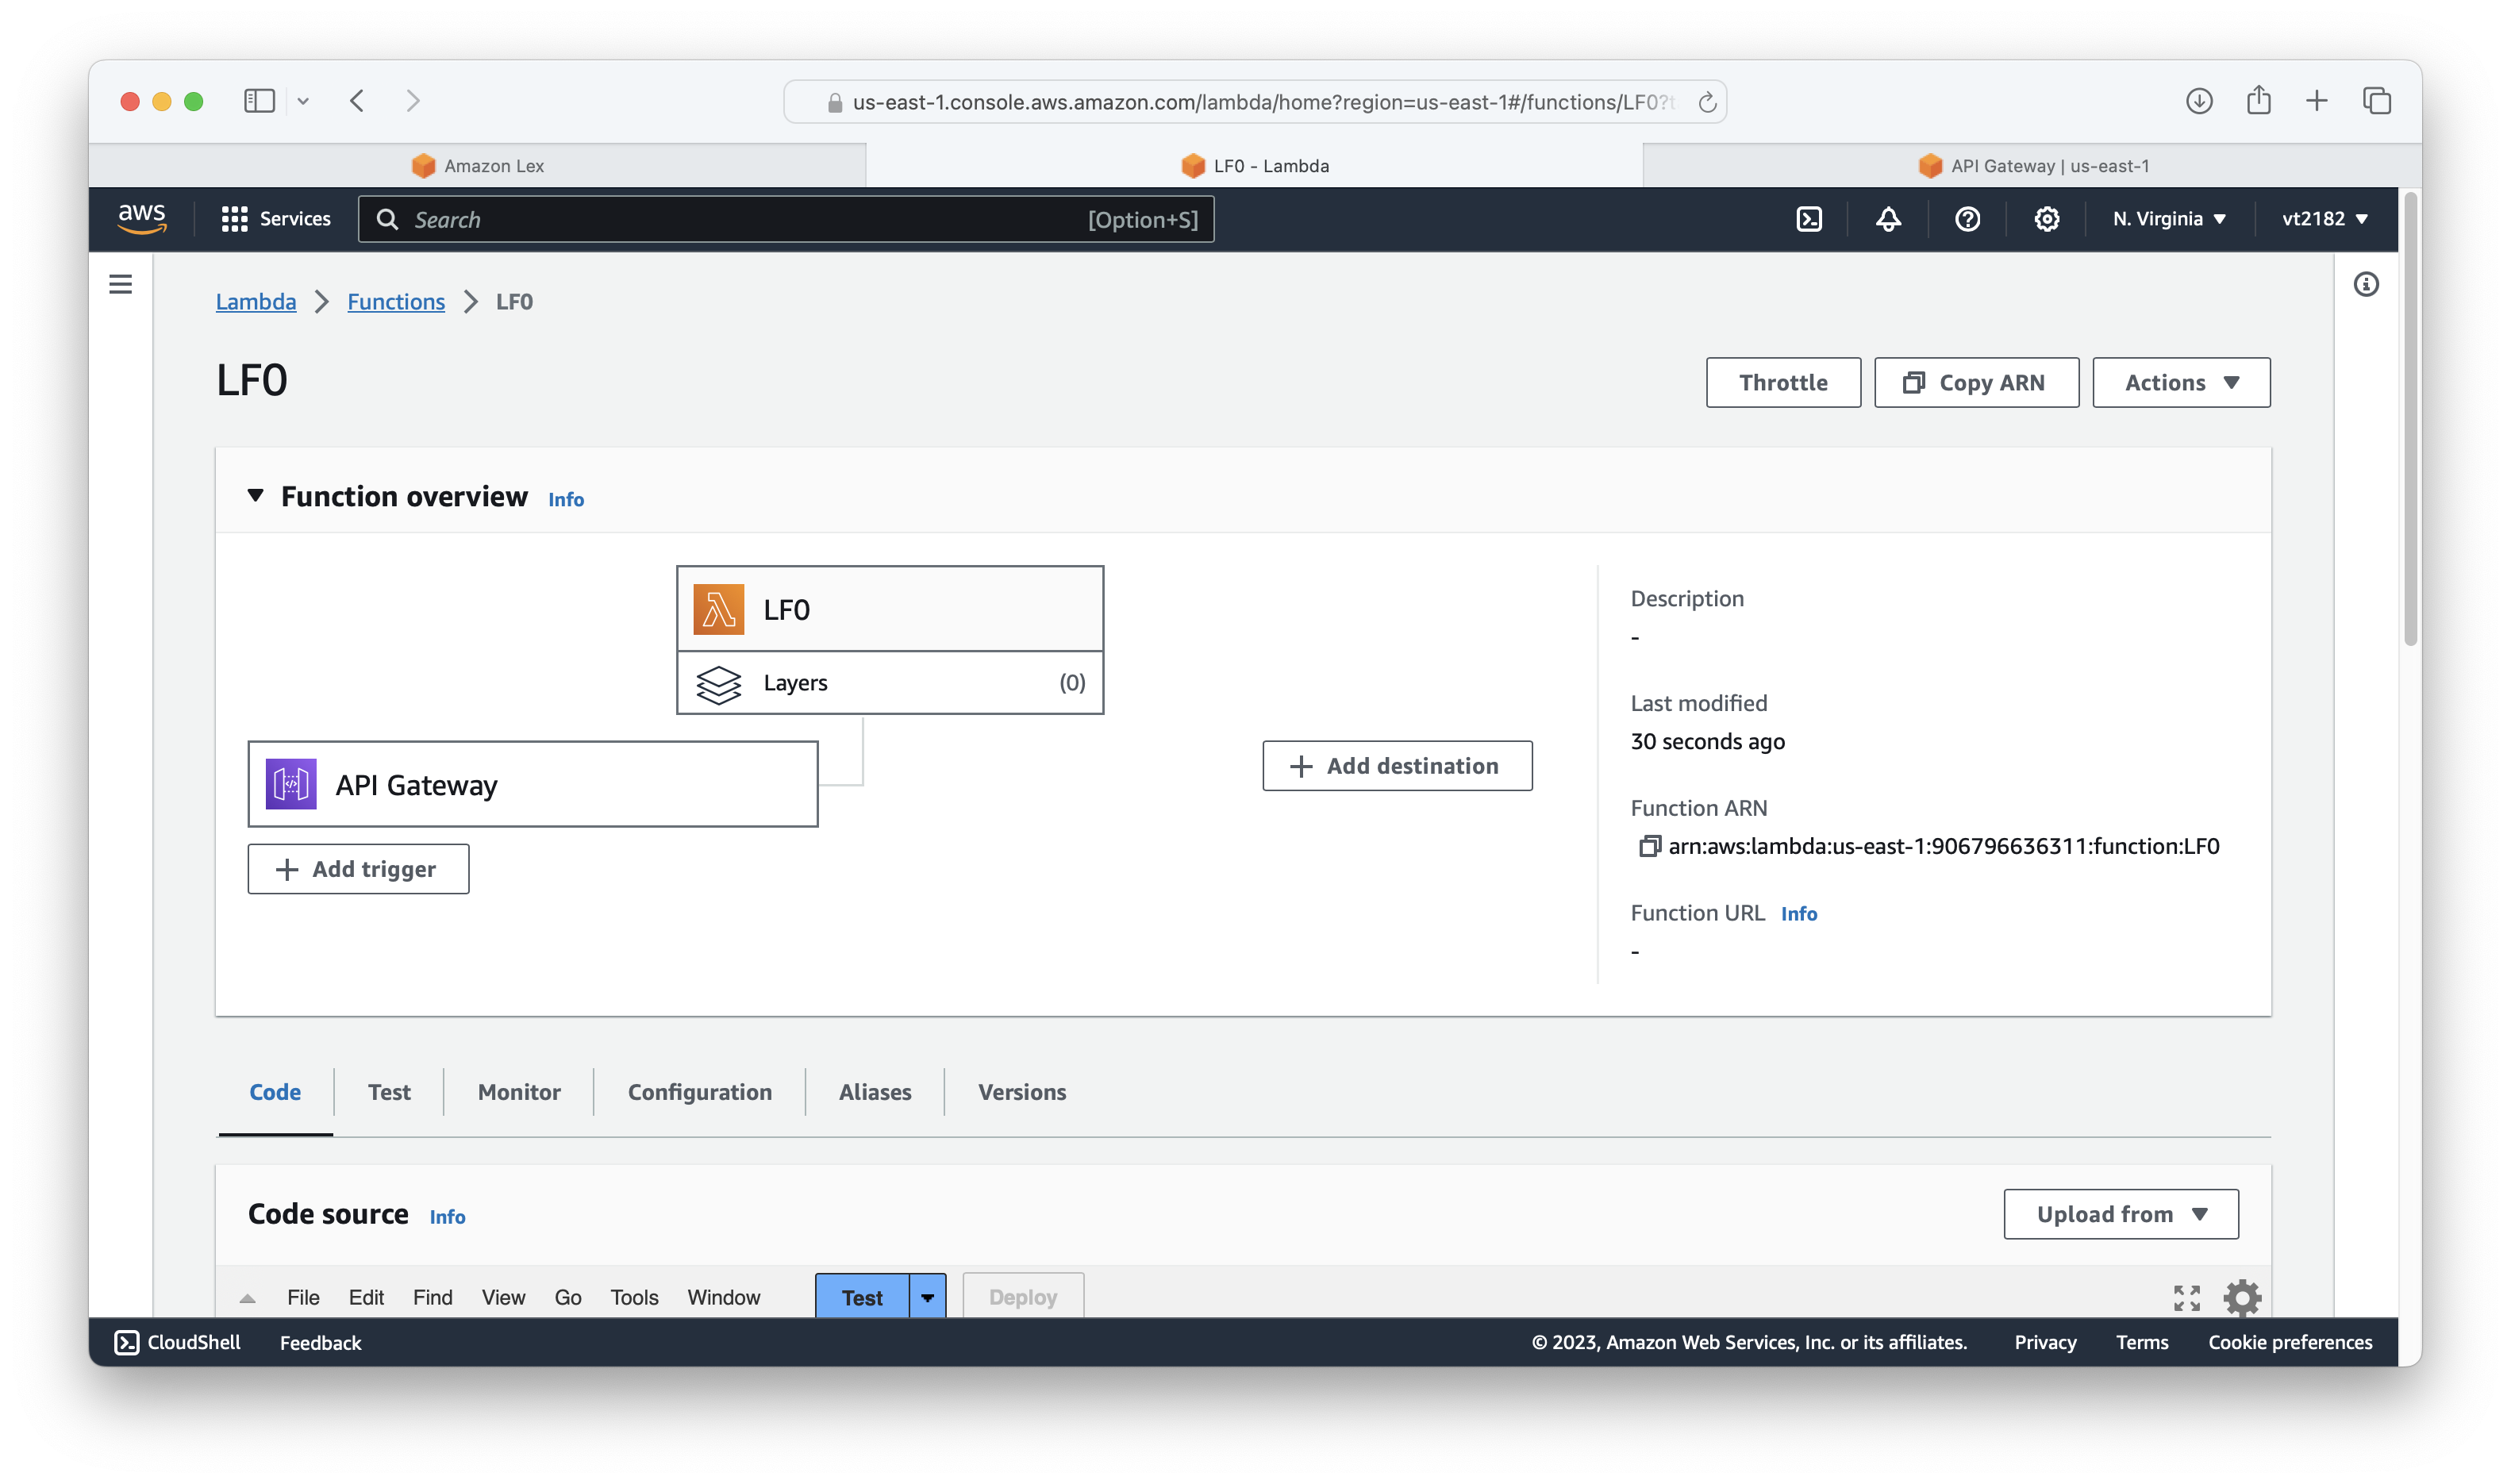 us-east-1.console.aws.amazon.com/lambda/home?region=us-east-1#/functions/LF0?t
Amazon Lex
LF0 - Lambda
API Gateway | us-east-1
aws
Services
Search
[Option+S]
N. Virginia
vt2182
Lambda
Functions
LF0
LF0
Throttle
Copy ARN
Actions
Function overview
Info
LF0
Layers
(0)
API Gateway
Add trigger
Add destination
Description
-
Last modified
30 seconds ago
Function ARN
arn:aws:lambda:us-east-1:906796636311:function:LF0
Function URL
Info
-
Code
Test
Monitor
Configuration
Aliases
Versions
Code source
Info
Upload from
File
Edit
Find
View
Go
Tools
Window
Test
Deploy
CloudShell
Feedback
© 2023, Amazon Web Services, Inc. or its affiliates.
Privacy
Terms
Cookie preferences